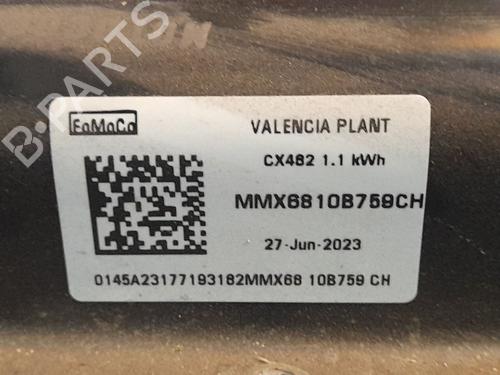 B-PARTS
FoMoCo
VALENCIA PLANT
CX482 1.1 kWh
MMX6810B759CH
27-Jun-2023
0145A23177193182MMX68 10B759 CH